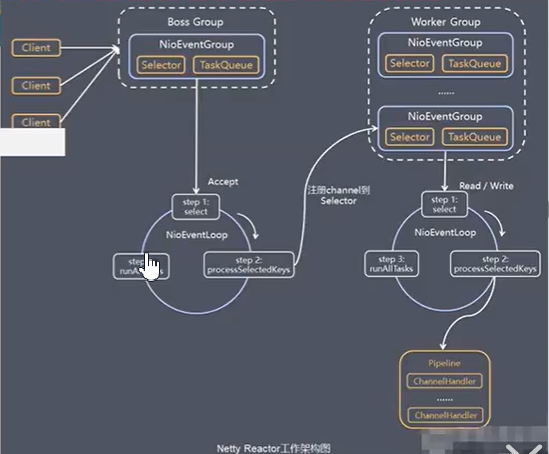 Boss Group
NioEventGroup
Selector
TaskQueue
Client
Client
Client
Accept
step 1:
select
NioEventLoop
step
step 2:
processSelectedKeys
注册channel到
Selector
Worker Group
NioEventGroup
Selector
TaskQueue
......
NioEventGroup
Selector
TaskQueue
Read / Write
step 1:
select
NioEventLoop
step 3:
runAllTasks
step 2:
processSelectedKeys
Pipeline
ChannelHandler
......
ChannelHandler
Netty Reactor工作架构图